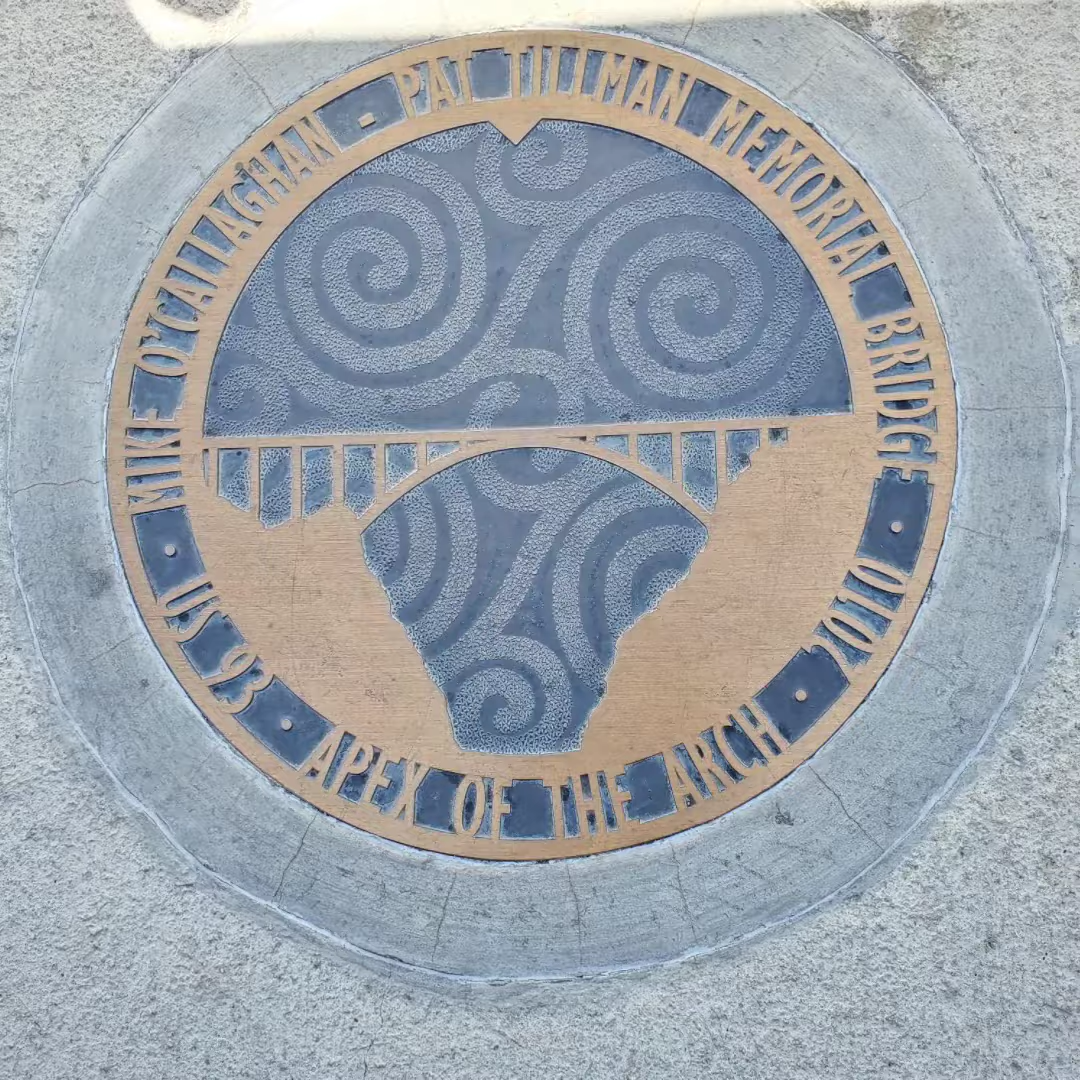 MIKE O'CALLAGHAN - PAT TILLMAN MEMORIAL BRIDGE
US 93 • APEX OF THE ARCH • 2010